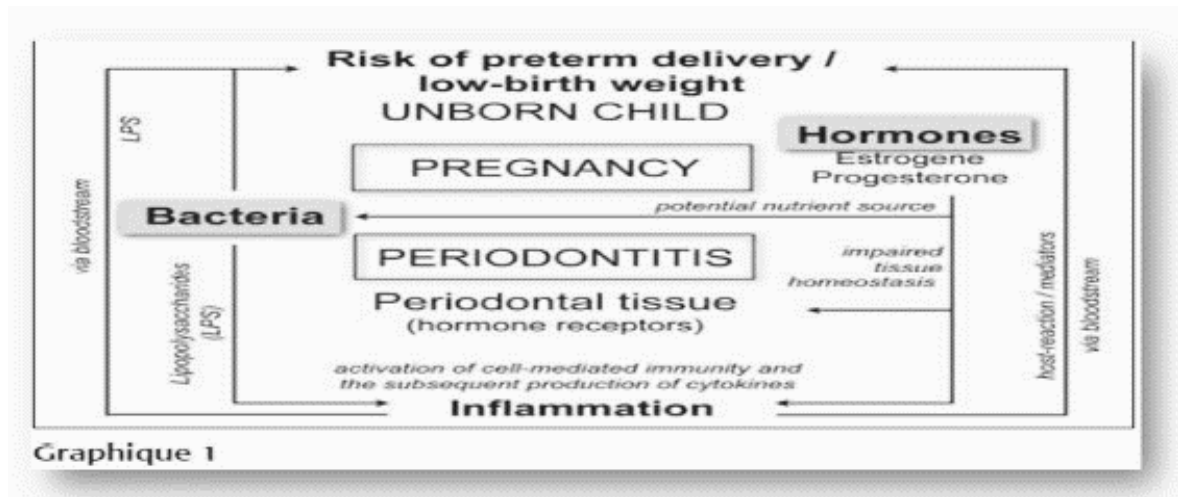 Risk of preterm delivery /
low-birth weight
UNBORN CHILD
LPS
Hormones
Estrogene
Progesterone
PREGNANCY
potential nutrient source
Bacteria
via bloodstream
PERIODONTITIS
impaired
tissue
homeostasis
Periodontal tissue
(hormone receptors)
Lipopolysaccharides
(LPS)
host-reaction / mediators
via bloodstream
activation of cell-mediated immunity and
the subsequent production of cytokines
Inflammation
Graphique 1